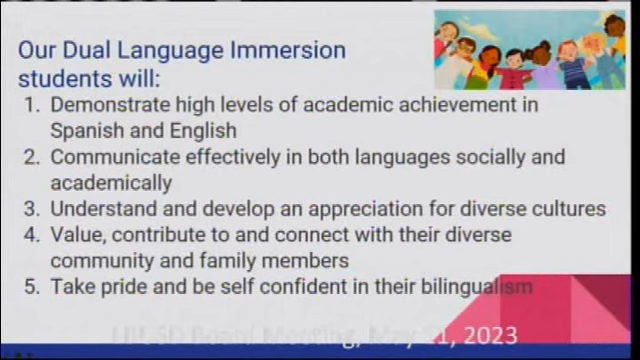 Our Dual Language Immersion
students will:
1. Demonstrate high levels of academic achievement in
Spanish and English
2. Communicate effectively in both languages socially and
academically
3. Understand and develop an appreciation for diverse cultures
4. Value, contribute to and connect with their diverse
community and family members
5. Take pride and be self confident in their bilingualism
Board Meeting, May 2023